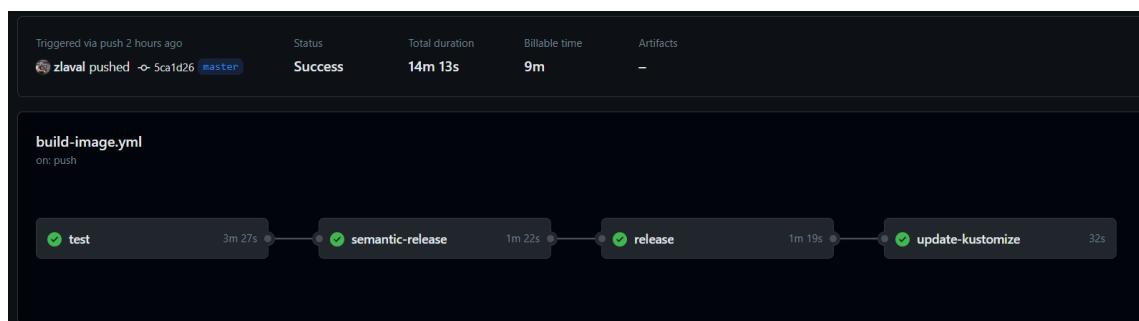 Triggered via push 2 hours ago
zlaval pushed 5ca1d26 master
Status
Success
Total duration
14m 13s
Billable time
9m
Artifacts
–
build-image.yml
on: push
test 3m 27s
semantic-release 1m 22s
release 1m 19s
update-kustomize 32s